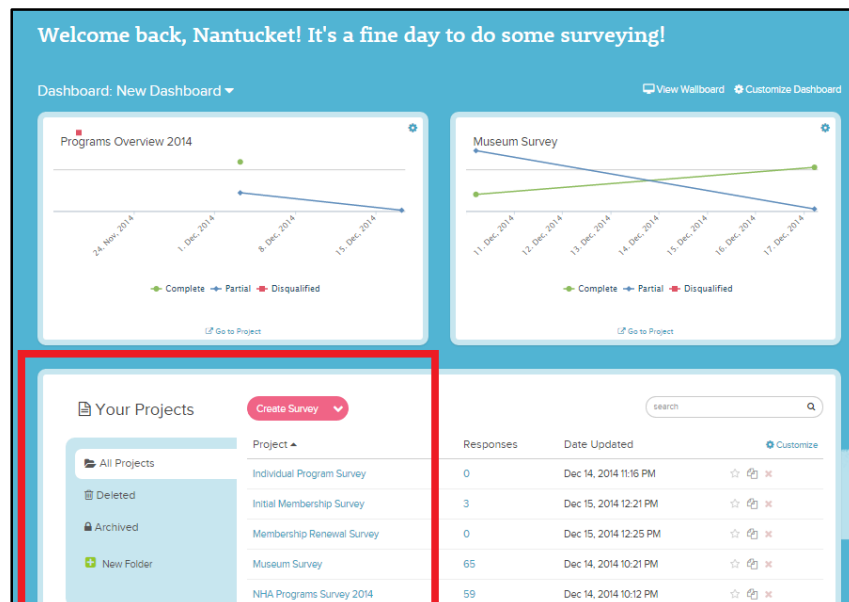 Welcome back, Nantucket! It's a fine day to do some surveying!
Dashboard: New Dashboard
View Wallboard Customize Dashboard
Programs Overview 2014
24. Nov, 2014 1. Dec, 2014 8. Dec, 2014 15. Dec, 2014
Complete Partial Disqualified
Go to Project
Museum Survey
11. Dec, 2014 12. Dec, 2014 13. Dec, 2014 14. Dec, 2014 15. Dec, 2014 16. Dec, 2014 17. Dec, 2014
Complete Partial Disqualified
Go to Project
Your Projects
Create Survey
search
All Projects
Deleted
Archived
New Folder
Project Responses Date Updated Customize
Individual Program Survey 0 Dec 14, 2014 11:16 PM
Initial Membership Survey 3 Dec 15, 2014 12:21 PM
Membership Renewal Survey 0 Dec 15, 2014 12:25 PM
Museum Survey 65 Dec 14, 2014 10:21 PM
NHA Programs Survey 2014 59 Dec 14, 2014 10:12 PM